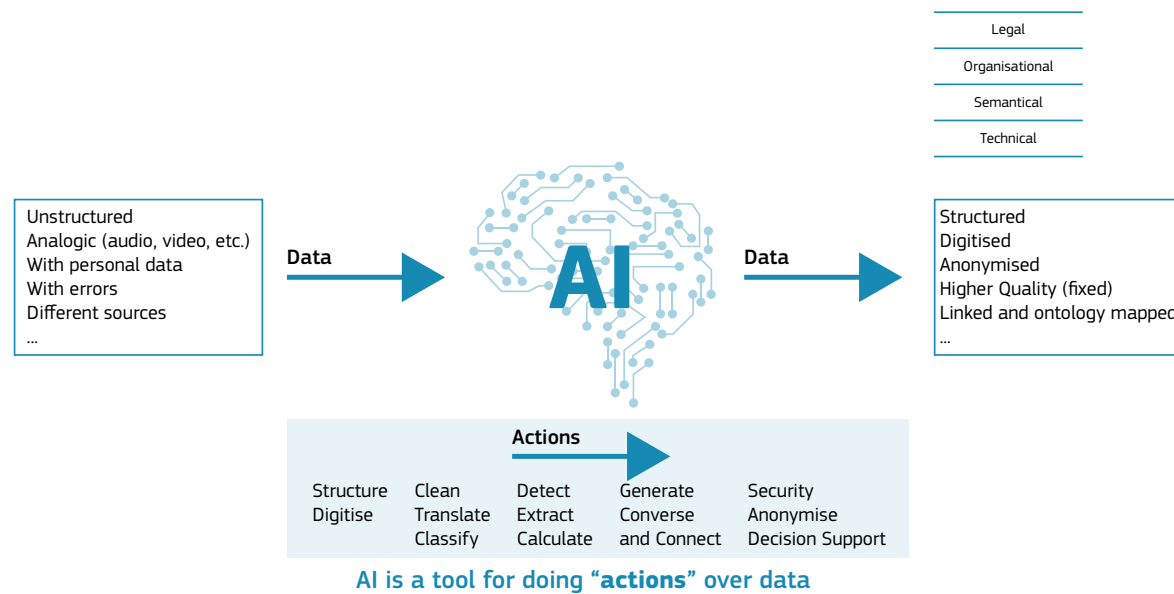 Legal
Organisational
Semantical
Technical
Unstructured
Analogic (audio, video, etc.)
With personal data
With errors
Different sources
...
Data
AI
Data
Structured
Digitised
Anonymised
Higher Quality (fixed)
Linked and ontology mapped
...
Actions
Structure
Digitise
Clean
Translate
Classify
Detect
Extract
Calculate
Generate
Converse
and Connect
Security
Anonymise
Decision Support
AI is a tool for doing “actions” over data